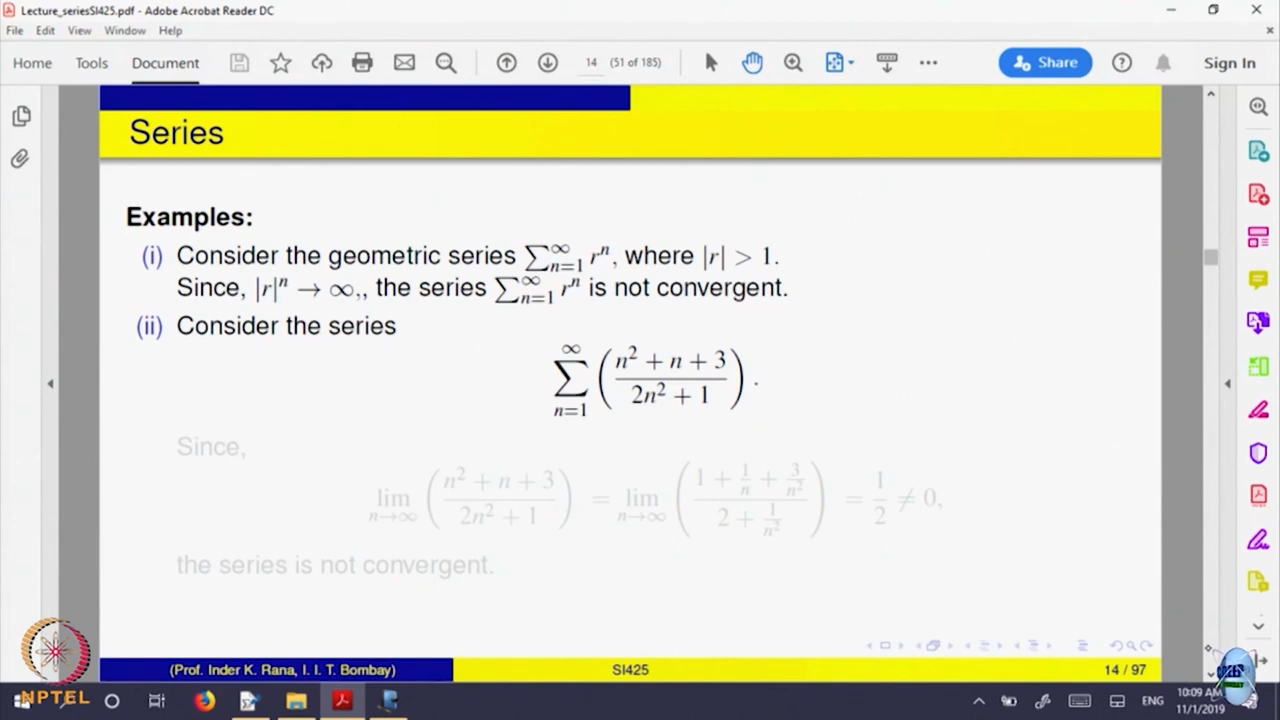 Lecture_seriesSI425.pdf - Adobe Acrobat Reader DC
File Edit View Window Help
Home Tools Document 14 (51 of 185) Share Sign In
Series
Examples:
(i) Consider the geometric series ∑_{n=1}^{∞} r^n, where |r| > 1.
Since, |r|^n → ∞,, the series ∑_{n=1}^{∞} r^n is not convergent.
(ii) Consider the series
∑_{n=1}^{∞} ( (n^2 + n + 3) / (2n^2 + 1) ).
Since,
lim_{n→∞} ( (n^2 + n + 3) / (2n^2 + 1) ) = lim_{n→∞} ( (1 + 1/n + 3/n^2) / (2 + 1/n^2) ) = 1/2 ≠ 0,
the series is not convergent.
(Prof. Inder K. Rana, I. I. T. Bombay) SI425 14 / 97
NPTEL ENG 10:09 AM
11/1/2019